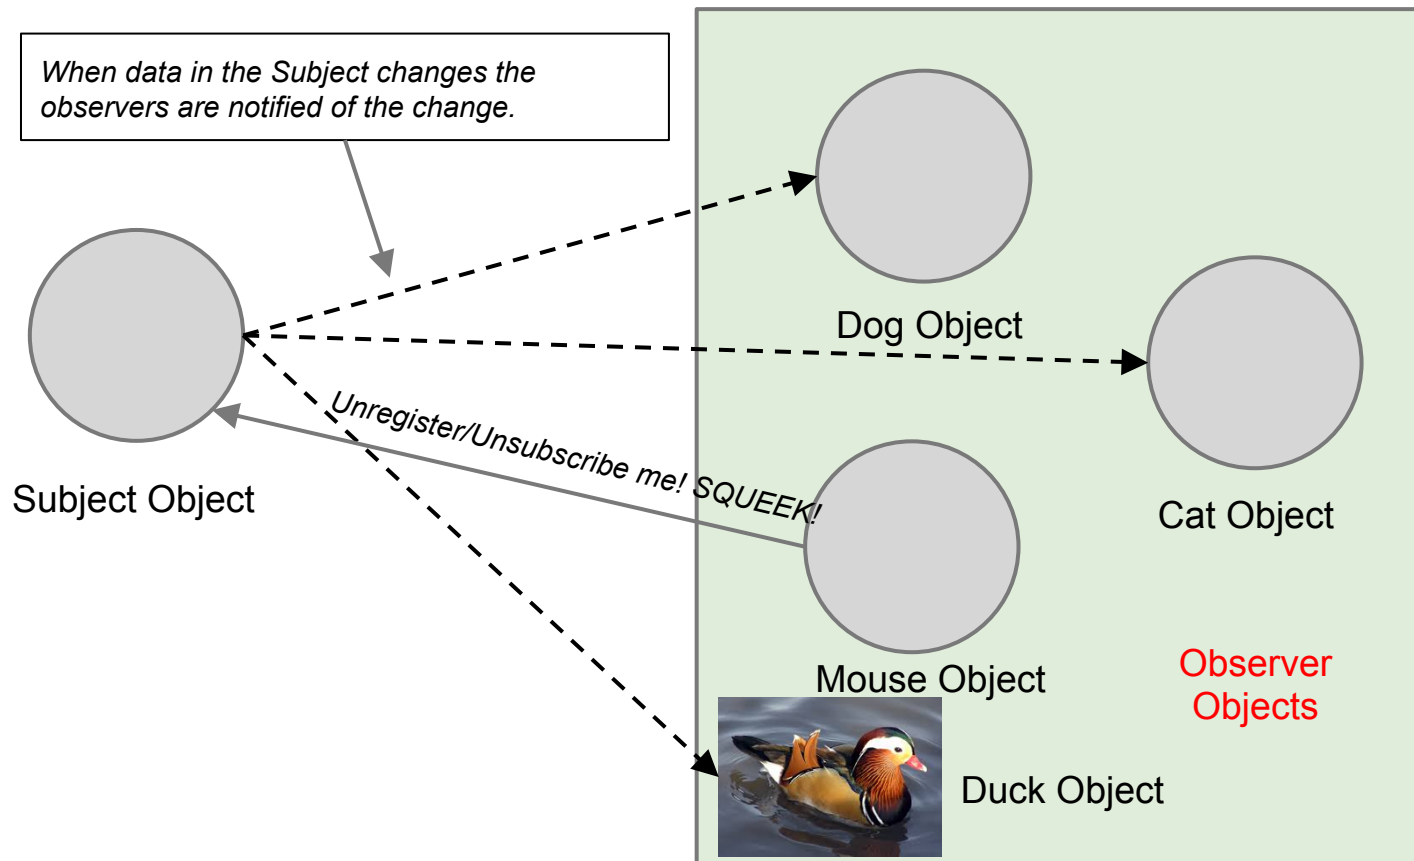 When data in the Subject changes the
observers are notified of the change.
Dog Object
Unregister/Unsubscribe me! SQUEEK!
Subject Object
Cat Object
Mouse Object
Observer
Objects
Duck Object